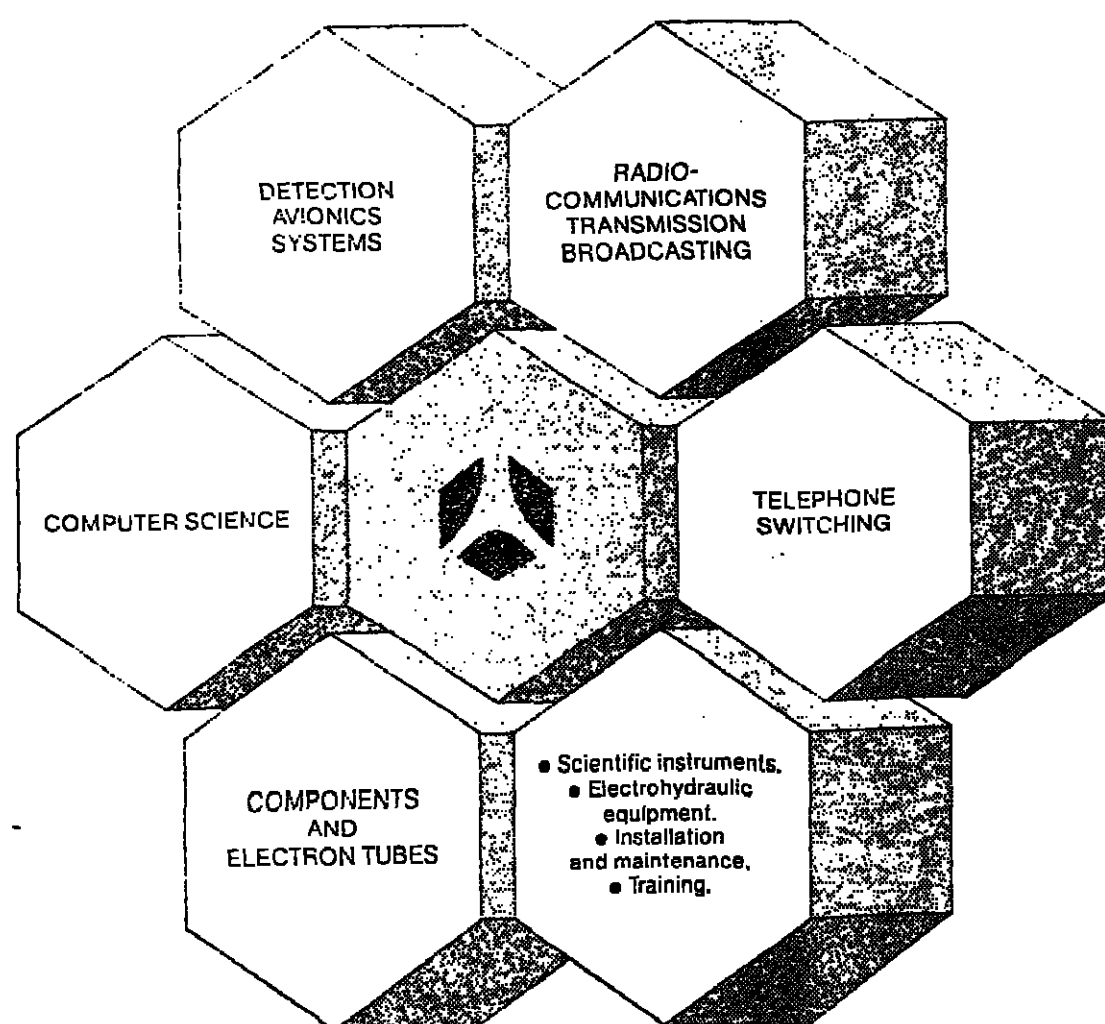 DETECTION
AVIONICS
SYSTEMS
RADIO-
COMMUNICATIONS
TRANSMISSION
BROADCASTING
COMPUTER SCIENCE
TELEPHONE
SWITCHING
COMPONENTS
AND
ELECTRON TUBES
● Scientific instruments.
● Electrohydraulic
equipment.
● Installation
and maintenance.
● Training.